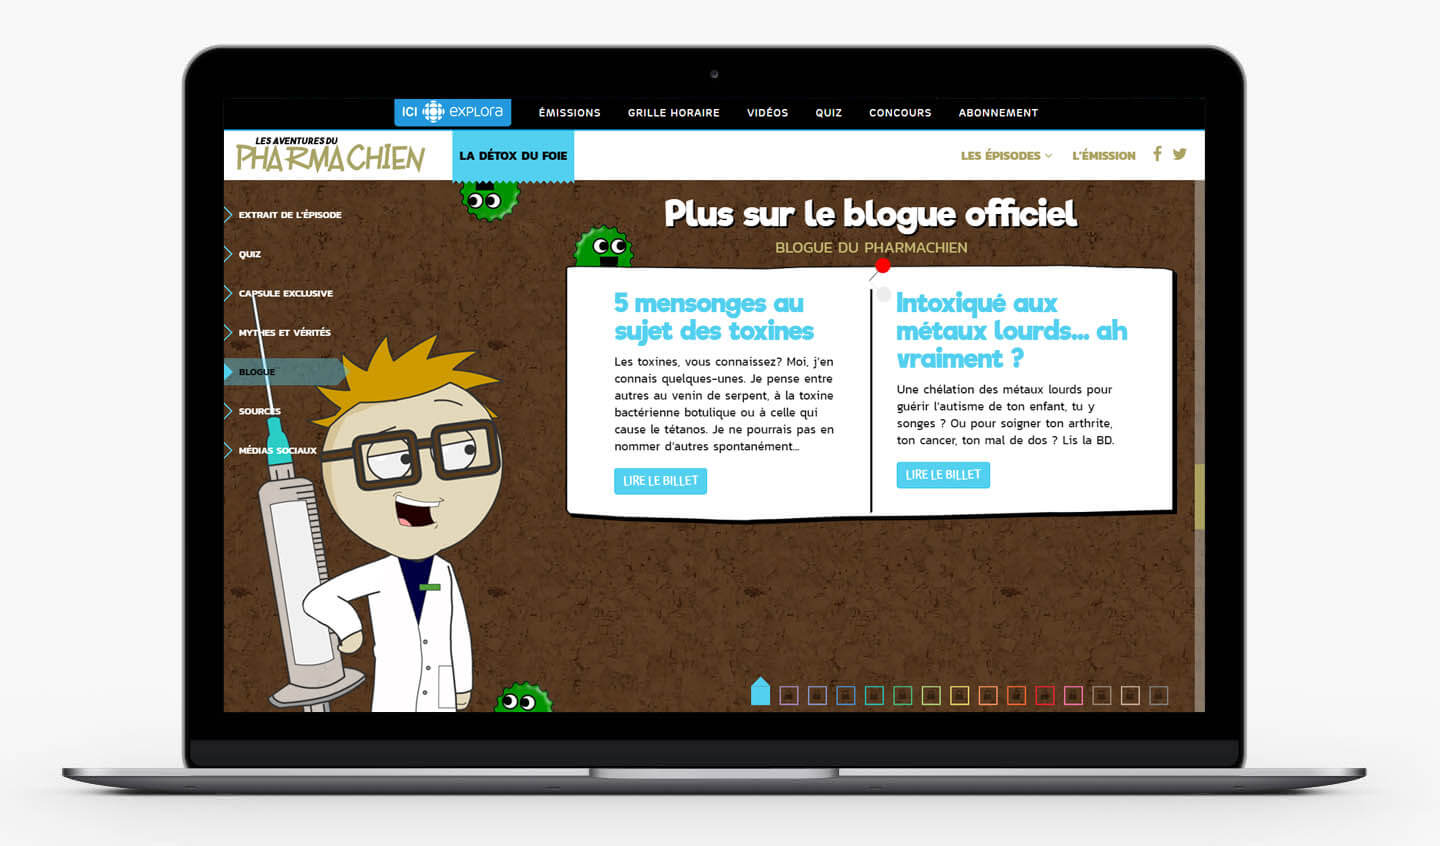 ICI explora
ÉMISSIONS
GRILLE HORAIRE
VIDÉOS
QUIZ
CONCOURS
ABONNEMENT
LES AVENTURES DU
PHARMACHIEN
LA DÉTOX DU FOIE
LES ÉPISODES
L'ÉMISSION
EXTRAIT DE L'ÉPISODE
QUIZ
CAPSULE EXCLUSIVE
MYTHES ET VÉRITÉS
BLOGUE
SOURCES
MÉDIAS SOCIAUX
Plus sur le blogue officiel
BLOGUE DU PHARMACHIEN
5 mensonges au
sujet des toxines
Les toxines, vous connaissez? Moi, j'en
connais quelques-unes. Je pense entre
autres au venin de serpent, à la toxine
bactérienne botulique ou à celle qui
cause le tétanos. Je ne pourrais pas en
nommer d'autres spontanément...
LIRE LE BILLET
Intoxiqué aux
métaux lourds... ah
vraiment ?
Une chélation des métaux lourds pour
guérir l'autisme de ton enfant, tu y
songes ? Ou pour soigner ton arthrite,
ton cancer, ton mal de dos ? Lis la BD.
LIRE LE BILLET